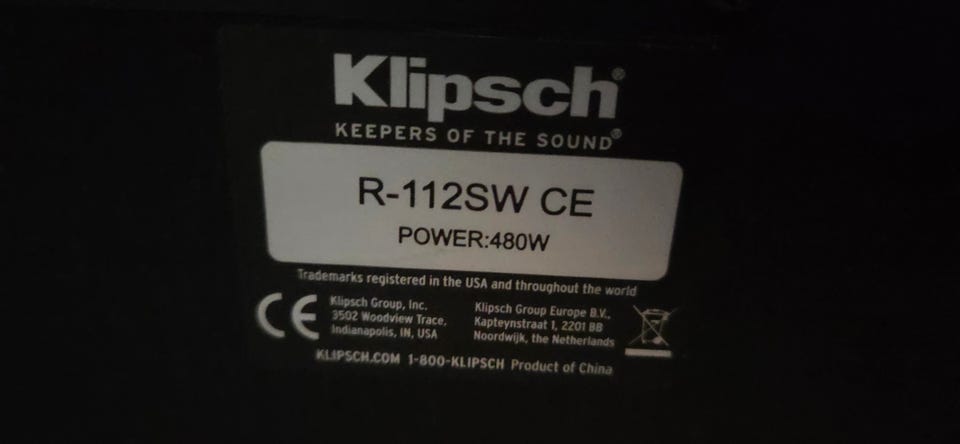 Klipsch®
KEEPERS OF THE SOUND®
R-112SW CE
POWER:480W
Trademarks registered in the USA and throughout the world
CE
Klipsch Group, Inc.
3502 Woodview Trace,
Indianapolis, IN, USA
Klipsch Group Europe B.V.,
Kapteynstraat 1, 2201 BB
Noordwijk, the Netherlands
KLIPSCH.COM 1-800-KLIPSCH Product of China